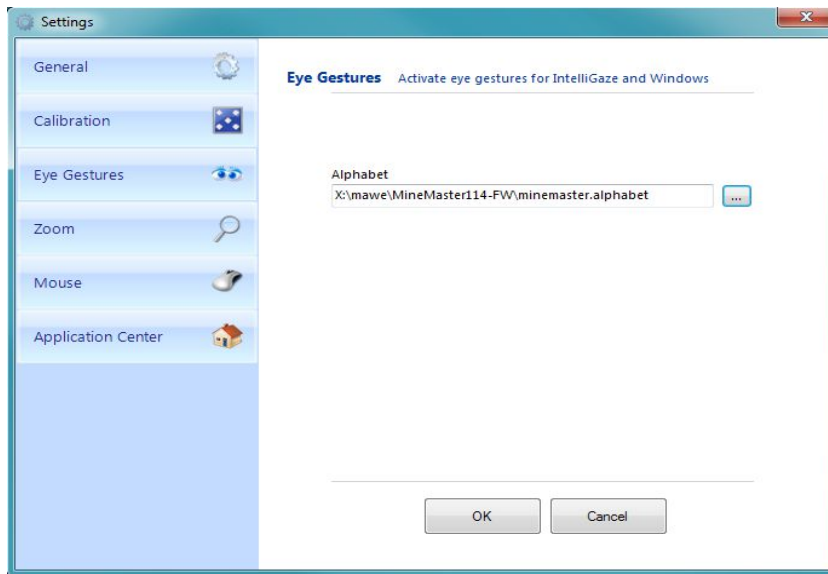 Settings
General
Calibration
Eye Gestures
Zoom
Mouse
Application Center
Eye Gestures Activate eye gestures for IntelliGaze and Windows
Alphabet
X:\mawe\MineMaster114-FW\minemaster.alphabet
...
OK Cancel